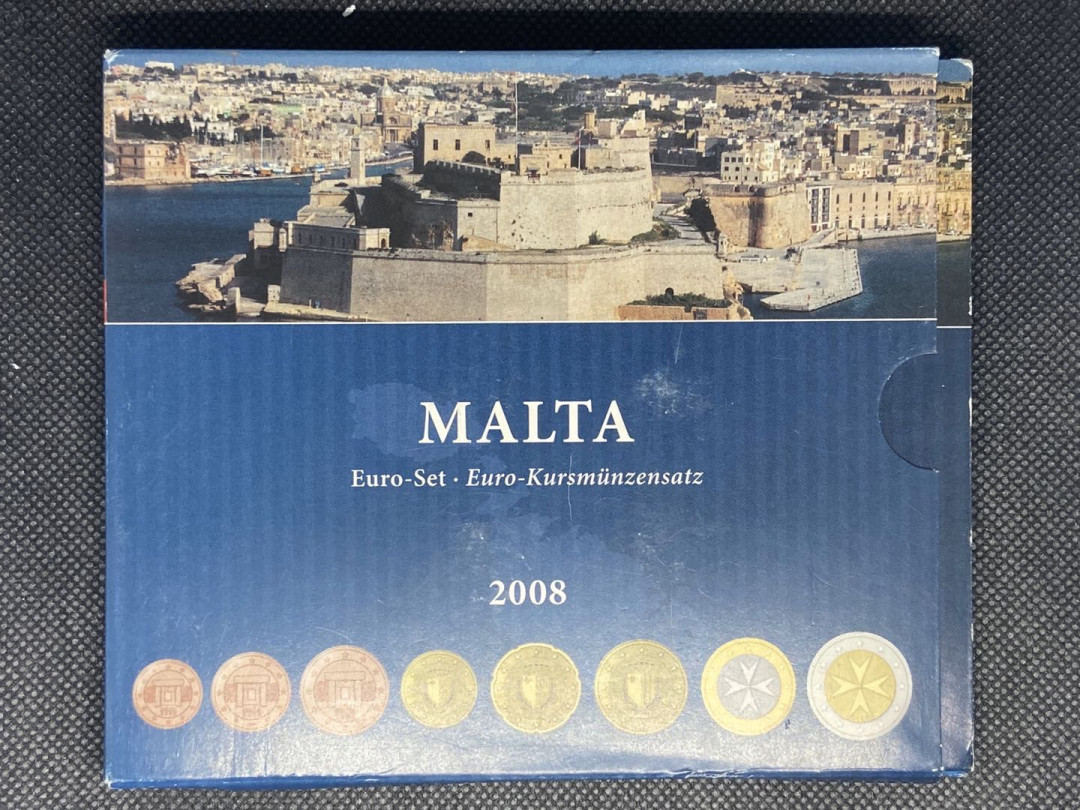 MALTA
Euro-Set · Euro-Kursmünzensatz
2008